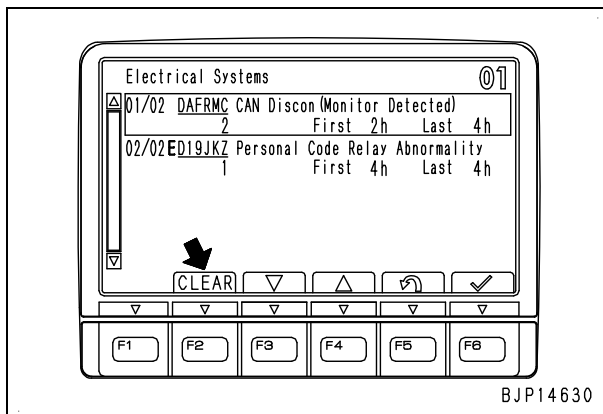 Electrical Systems 01
01/02 DAFRMC CAN Discon(Monitor Detected)
2 First 2h Last 4h
02/02 E D19JKZ Personal Code Relay Abnormality
1 First 4h Last 4h
CLEAR
F1 F2 F3 F4 F5 F6
BJP14630